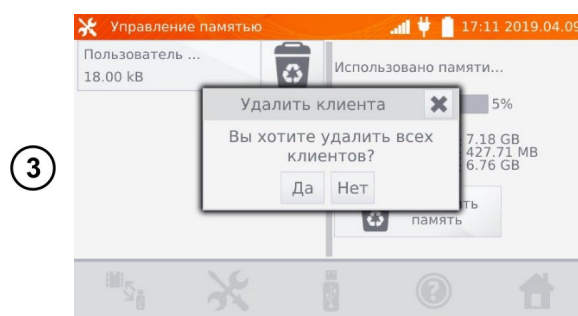 Управление памятью
17:11 2019.04.09
Пользователь ...
18.00 kB
Использовано памяти...
5%
Удалить клиента
Вы хотите удалить всех
клиентов?
Да Нет
7.18 GB
427.71 MB
6.76 GB
память
3